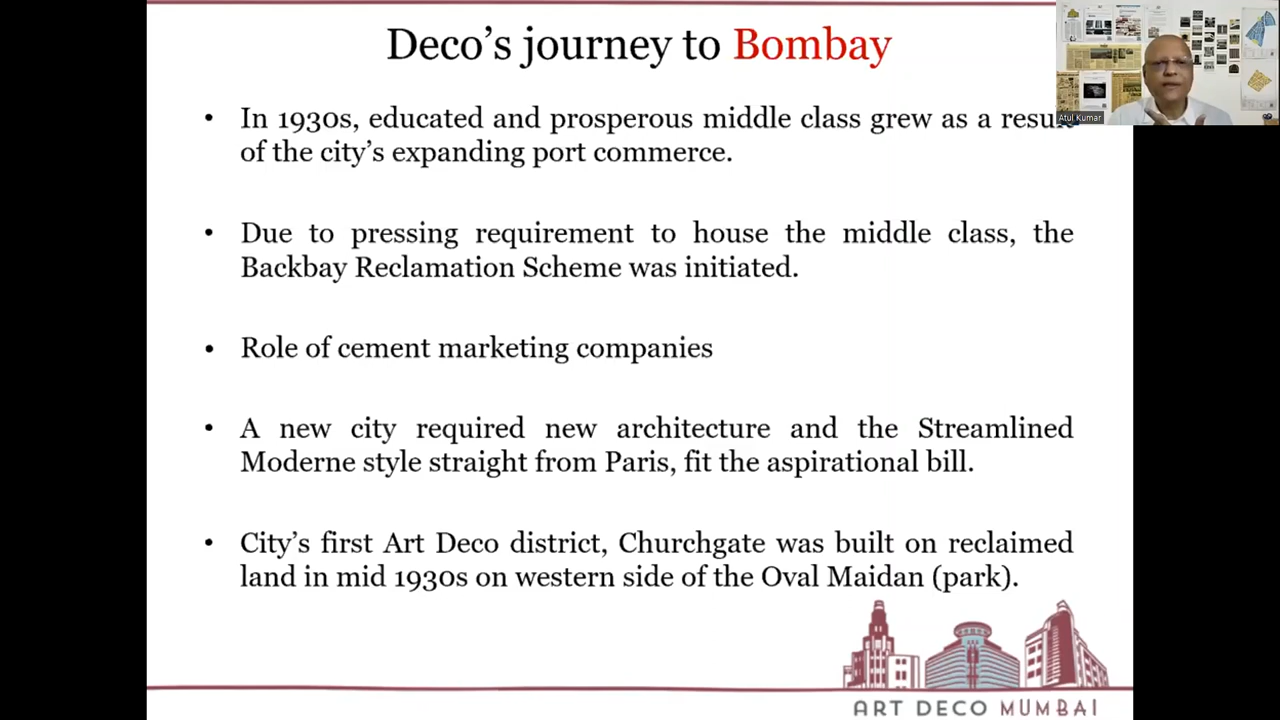 Deco’s journey to Bombay
• In 1930s, educated and prosperous middle class grew as a
of the city’s expanding port commerce.
• Due to pressing requirement to house the middle class, the
Backbay Reclamation Scheme was initiated.
• Role of cement marketing companies
• A new city required new architecture and the Streamlined
Moderne style straight from Paris, fit the aspirational bill.
• City’s first Art Deco district, Churchgate was built on reclaimed
land in mid 1930s on western side of the Oval Maidan (park).
ART DECO MUMBAI
Atul Kumar